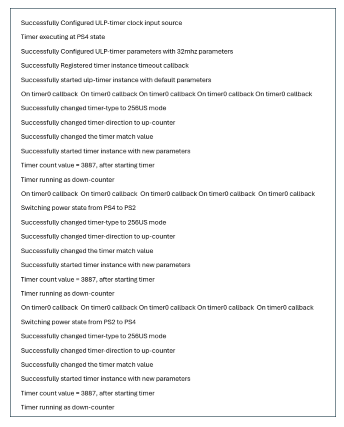 Successfully Configured ULP-timer clock input source
Timer executing at PS4 state
Successfully Configured ULP-timer parameters with 32mhz parameters
Successfully Registered timer instance timeout callback
Successfully started ulp-timer instance with default parameters
On timer0 callback On timer0 callback On timer0 callback On timer0 callback On timer0 callback
Successfully changed timer-type to 256US mode
Successfully changed timer-direction to up-counter
Successfully changed the timer match value
Successfully started timer instance with new parameters
Timer count value = 3887, after starting timer
Timer running as down-counter
On timer0 callback On timer0 callback On timer0 callback On timer0 callback On timer0 callback
Switching power state from PS4 to PS2
Successfully changed timer-type to 256US mode
Successfully changed timer-direction to up-counter
Successfully changed the timer match value
Successfully started timer instance with new parameters
Timer count value = 3887, after starting timer
Timer running as down-counter
On timer0 callback On timer0 callback On timer0 callback On timer0 callback On timer0 callback
Switching power state from PS2 to PS4
Successfully changed timer-type to 256US mode
Successfully changed timer-direction to up-counter
Successfully changed the timer match value
Successfully started timer instance with new parameters
Timer count value = 3887, after starting timer
Timer running as down-counter